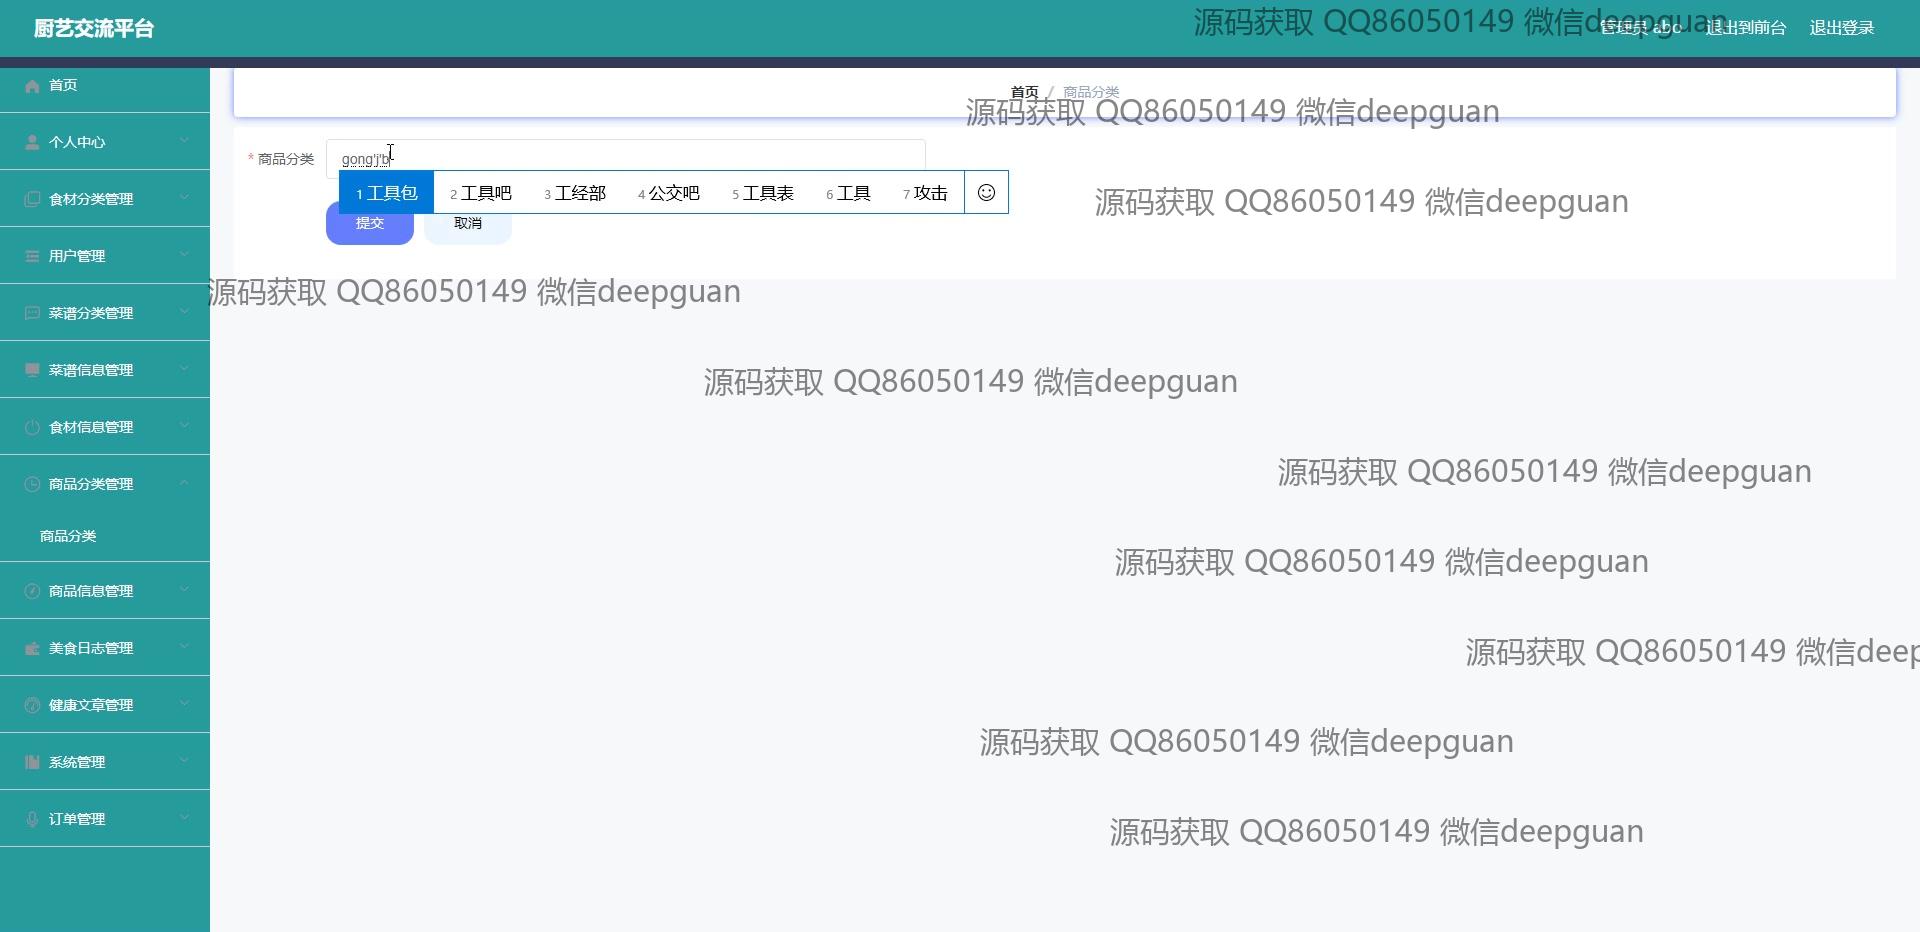 厨艺交流平台
源码获取 QQ86050149 微信deepguan
管理员 abo 退出到前台 退出登录
首页
首页 / 商品分类
源码获取 QQ86050149 微信deepguan
个人中心
* 商品分类 gong'j'b
1 工具包 2 工具吧 3 工经部 4 公交吧 5 工具表 6 工具 7 攻击
食材分类管理
源码获取 QQ86050149 微信deepguan
提交 取消
用户管理
源码获取 QQ86050149 微信deepguan
菜谱分类管理
菜谱信息管理
源码获取 QQ86050149 微信deepguan
食材信息管理
源码获取 QQ86050149 微信deepguan
商品分类管理
商品分类
源码获取 QQ86050149 微信deepguan
商品信息管理
美食日志管理
源码获取 QQ86050149 微信deep
健康文章管理
源码获取 QQ86050149 微信deepguan
系统管理
订单管理
源码获取 QQ86050149 微信deepguan